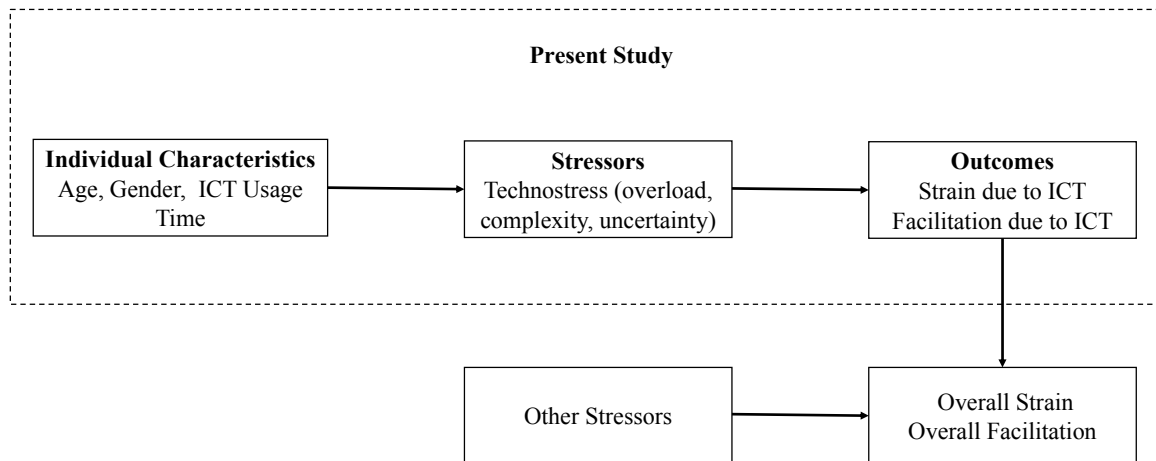 Present Study
Individual Characteristics
Age, Gender, ICT Usage
Time
Stressors
Technostress (overload,
complexity, uncertainty)
Outcomes
Strain due to ICT
Facilitation due to ICT
Other Stressors
Overall Strain
Overall Facilitation